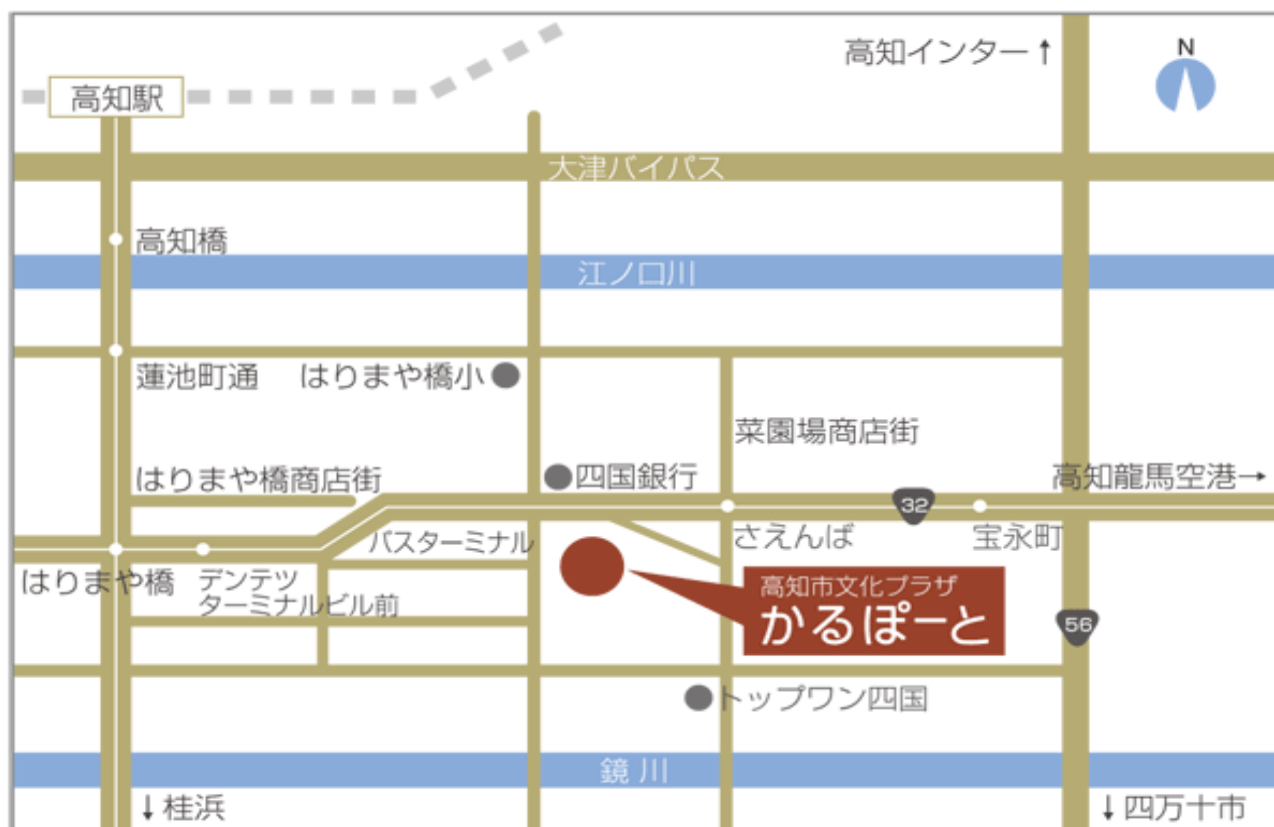 高知インター↑
N
高知駅
大津バイパス
高知橋
江ノ口川
蓮池町通
はりまや橋小
菜園場商店街
はりまや橋商店街
四国銀行
高知龍馬空港→
32
バスターミナル
さえんば
宝永町
はりまや橋
デンテツ
ターミナルビル前
高知市文化プラザ
かるぽーと
56
トップワン四国
鏡川
↓桂浜
↓四万十市